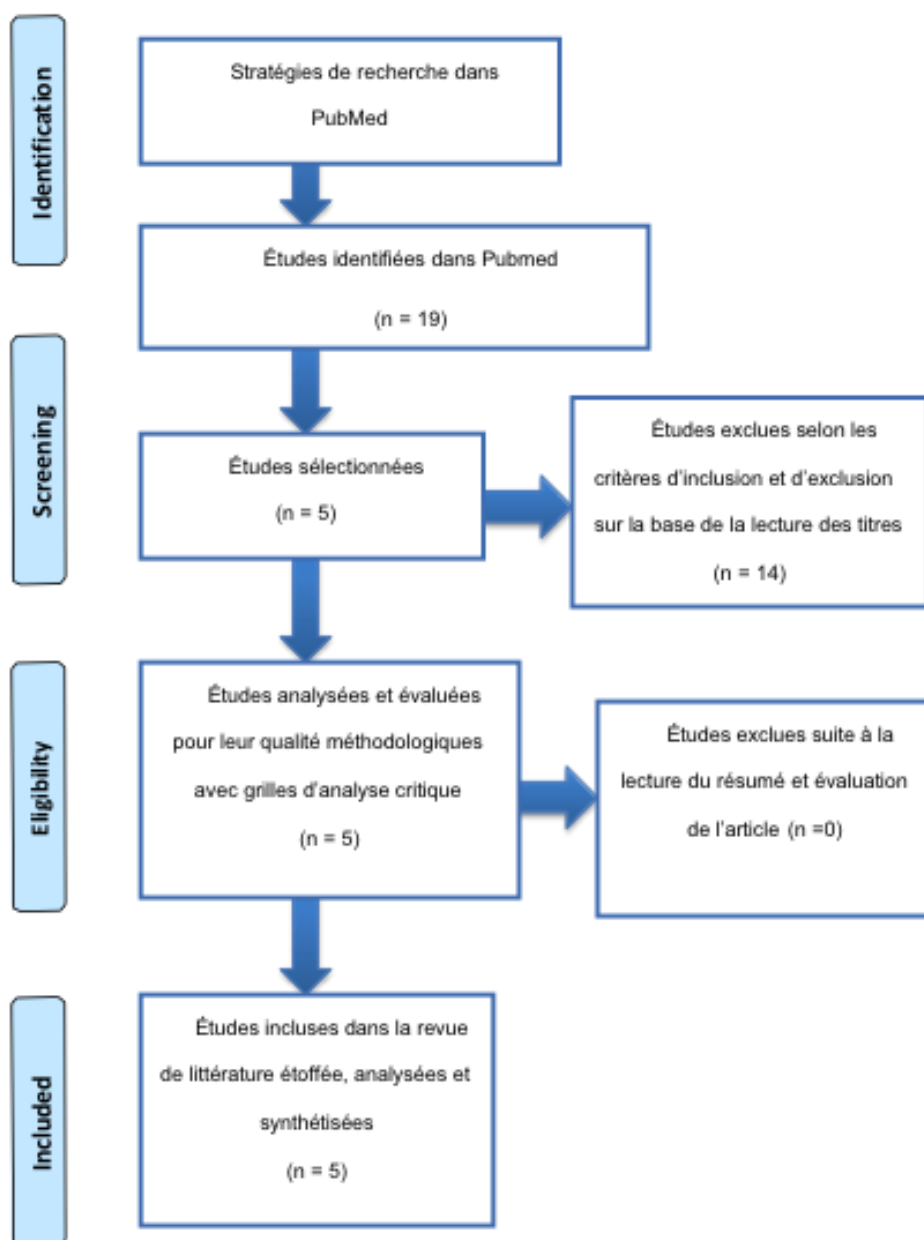 Identification
Stratégies de recherche dans
PubMed
Études identifiées dans Pubmed
(n = 19)
Screening
Études sélectionnées
(n = 5)
Études exclues selon les
critères d'inclusion et d'exclusion
sur la base de la lecture des titres
(n = 14)
Eligibility
Études analysées et évaluées
pour leur qualité méthodologiques
avec grilles d'analyse critique
(n = 5)
Études exclues suite à la
lecture du résumé et évaluation
de l'article (n =0)
Included
Études incluses dans la revue
de littérature étoffée, analysées et
synthétisées
(n = 5)